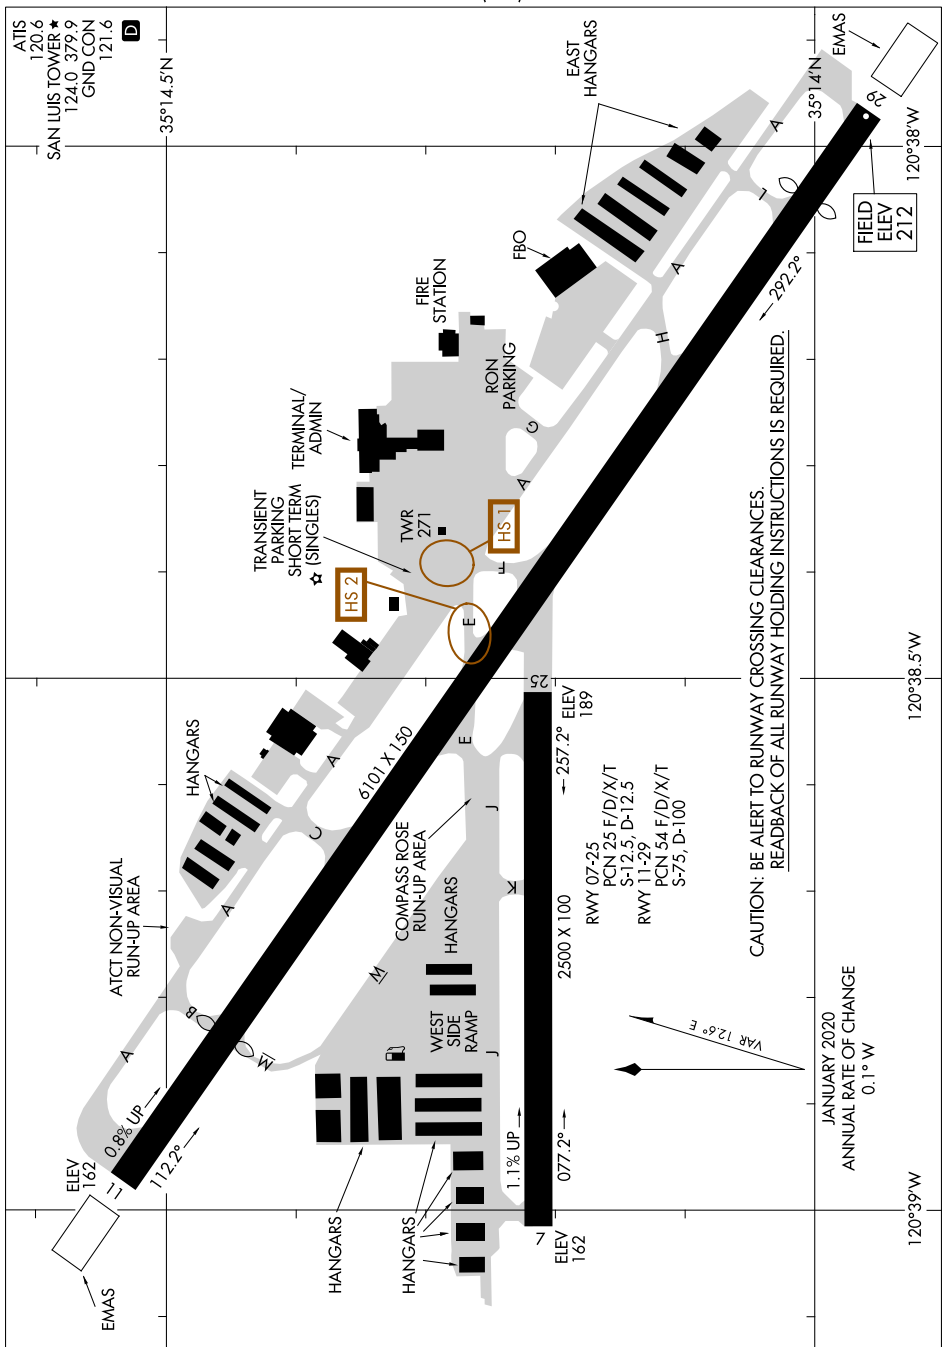 ATIS
120.6
SAN LUIS TOWER★
124.0 379.9
GND CON
121.6
D
35°14.5'N
35°14'N
EMAS
EAST
HANGARS
29
A
120°38'W
FIELD
ELEV
212
L
FBO
A
292.2°
H
FIRE
STATION
RON
PARKING
G
A
TERMINAL/
ADMIN
TRANSIENT
PARKING
SHORT TERM
(SINGLES)
TWR
271
HS 1
HS 2
F
E
E
25
ELEV
189
120°38.5'W
CAUTION: BE ALERT TO RUNWAY CROSSING CLEARANCES.
READBACK OF ALL RUNWAY HOLDING INSTRUCTIONS IS REQUIRED.
HANGARS
A
6101 X 150
C
A
257.2°
J
K
COMPASS ROSE
RUN-UP AREA
RWY 07-25
PCN 25 F/D/X/T
S-12.5, D-12.5
RWY 11-29
PCN 54 F/D/X/T
S-75, D-100
ATCT NON-VISUAL
RUN-UP AREA
HANGARS
2500 X 100
M
B
M
A
WEST
SIDE
RAMP
J
VAR 12.6° E
JANUARY 2020
ANNUAL RATE OF CHANGE
0.1° W
0.8% UP
112.2°
ELEV
162
11
1.1% UP
077.2°
7
ELEV
162
HANGARS
HANGARS
EMAS
120°39'W